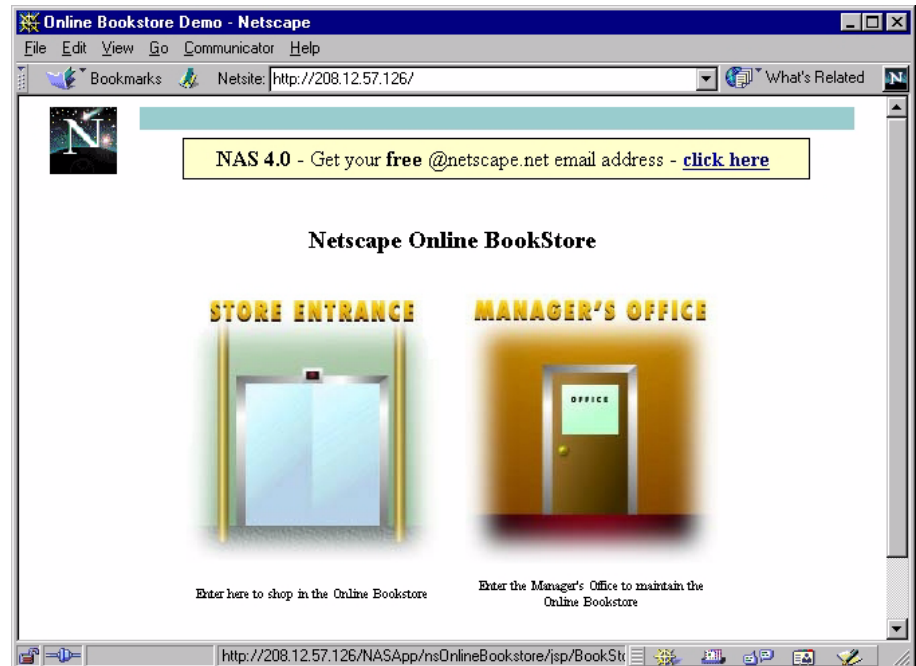 Online Bookstore Demo - Netscape
File Edit View Go Communicator Help
Bookmarks Netsite: http://208.12.57.126/ What's Related N
N
NAS 4.0 - Get your free @netscape.net email address - click here
Netscape Online BookStore
STORE ENTRANCE MANAGER'S OFFICE
OFFICE
Enter here to shop in the Online Bookstore
Enter the Manager's Office to maintain the
Online Bookstore
http://208.12.57.126/NASApp/nsOnlineBookstore/jsp/BookSto